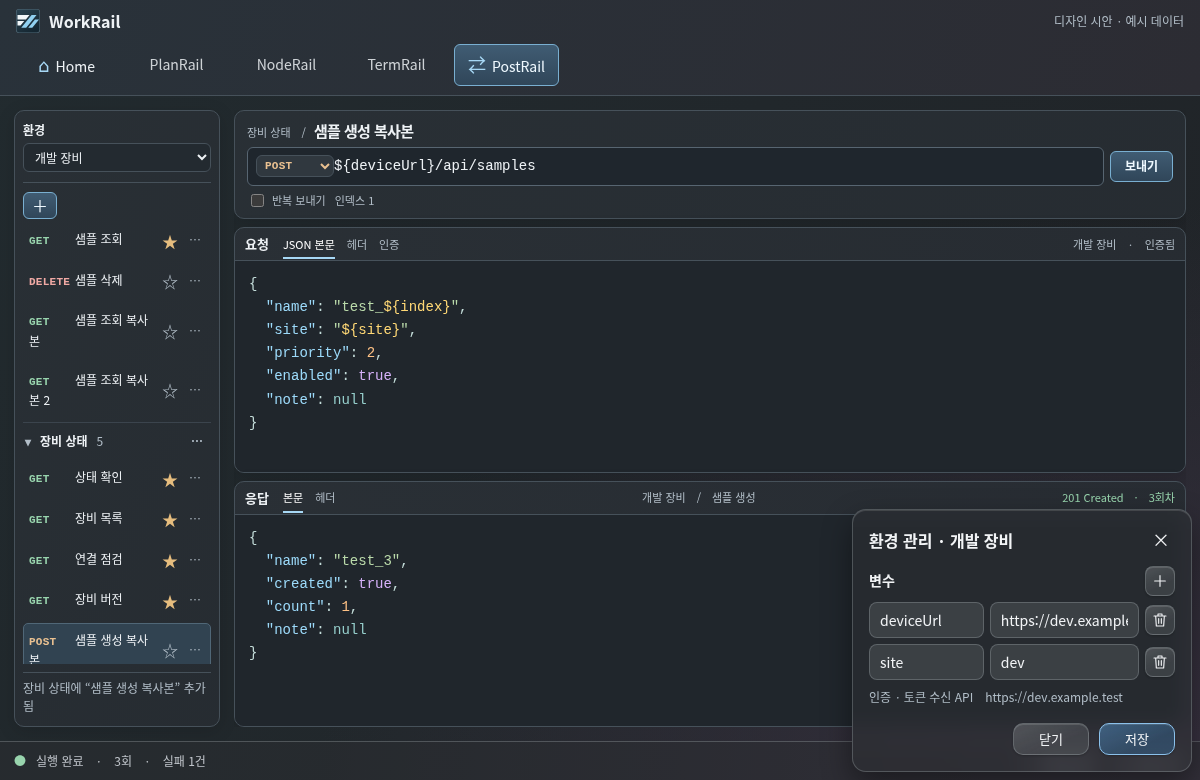 WorkRail
디자인 시안 · 예시 데이터
Home
PlanRail
NodeRail
TermRail
PostRail
환경
개발 장비
+
GET 샘플 조회 ★ ···
DELETE 샘플 삭제 ☆ ···
GET 샘플 조회 복사
본 ☆ ···
GET 샘플 조회 복사
본 2 ☆ ···
▼ 장비 상태 5 ···
GET 상태 확인 ★ ···
GET 장비 목록 ★ ···
GET 연결 점검 ★ ···
GET 장비 버전 ★ ···
POST 샘플 생성 복사
본 ☆ ···
장비 상태에 “샘플 생성 복사본” 추가
됨
장비 상태 / 샘플 생성 복사본
POST ${deviceUrl}/api/samples
보내기
반복 보내기 인덱스 1
요청 JSON 본문 헤더 인증
개발 장비 · 인증됨
{
"name": "test_${index}",
"site": "${site}",
"priority": 2,
"enabled": true,
"note": null
}
응답 본문 헤더
개발 장비 / 샘플 생성
201 Created · 3회차
{
"name": "test_3",
"created": true,
"count": 1,
"note": null
}
환경 관리 · 개발 장비
변수
+
deviceUrl https://dev.example
site dev
인증 · 토큰 수신 API https://dev.example.test
닫기 저장
실행 완료 · 3회 · 실패 1건